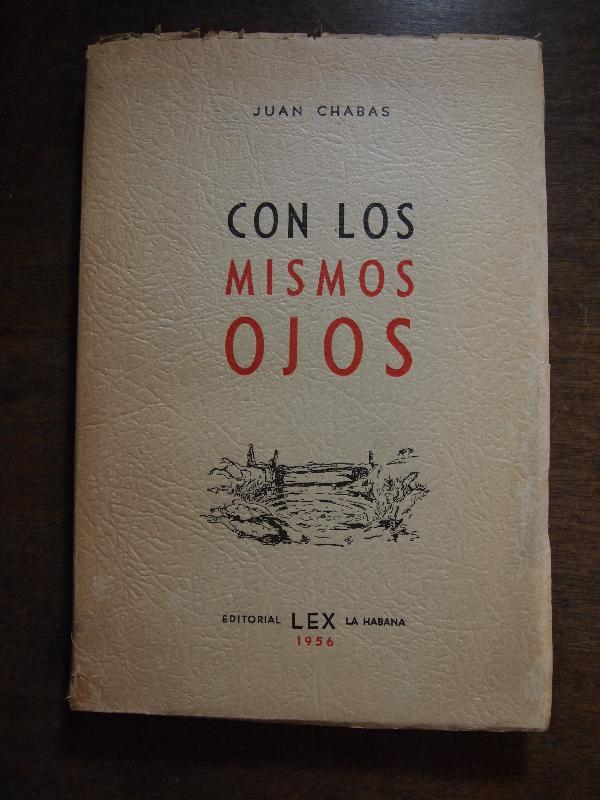 JUAN CHABAS
CON LOS
MISMOS
OJOS
EDITORIAL LEX LA HABANA
1956